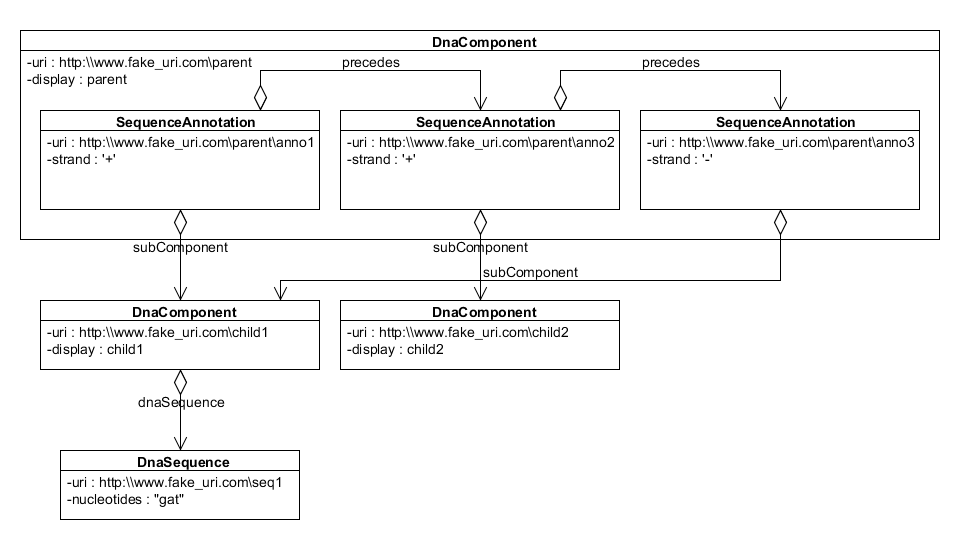 DnaComponent
-uri : http:\\www.fake_uri.com\parent
-display : parent
precedes
precedes
SequenceAnnotation
-uri : http:\\www.fake_uri.com\parent\anno1
-strand : '+'
SequenceAnnotation
-uri : http:\\www.fake_uri.com\parent\anno2
-strand : '+'
SequenceAnnotation
-uri : http:\\www.fake_uri.com\parent\anno3
-strand : '-'
subComponent
subComponent
subComponent
DnaComponent
-uri : http:\\www.fake_uri.com\child1
-display : child1
DnaComponent
-uri : http:\\www.fake_uri.com\child2
-display : child2
dnaSequence
DnaSequence
-uri : http:\\www.fake_uri.com\seq1
-nucleotides : "gat"